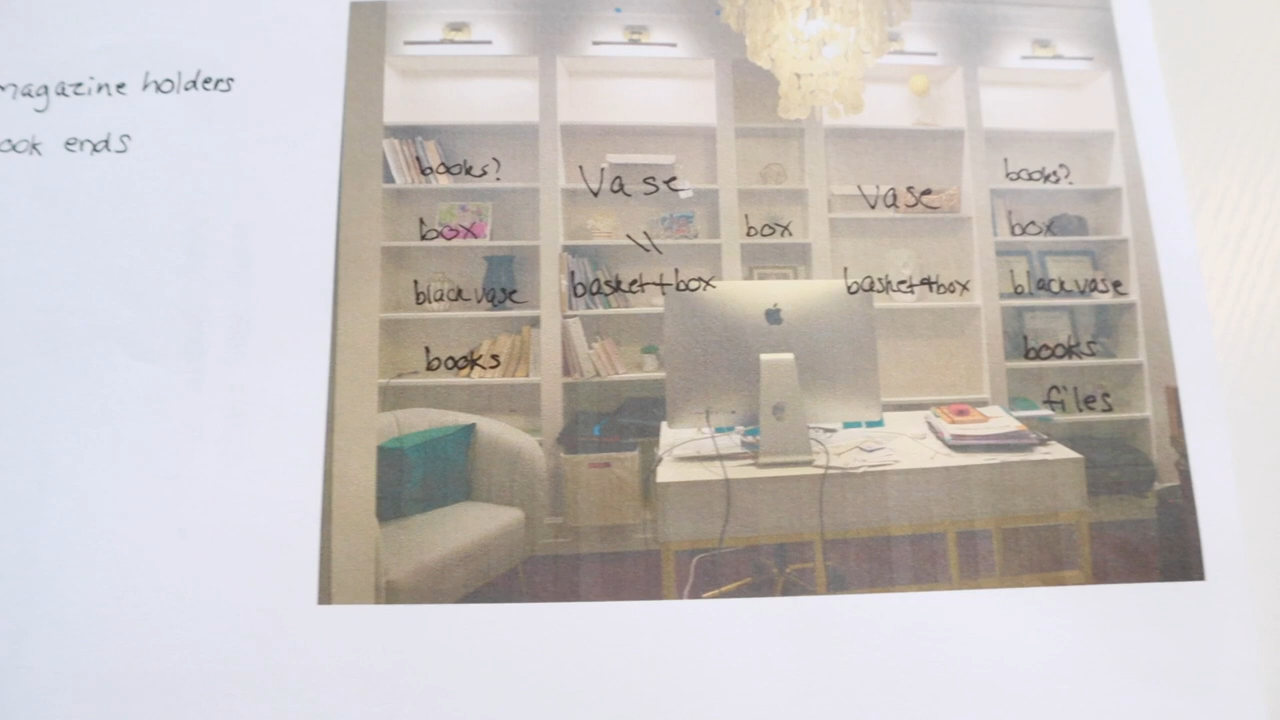 magazine holders
ook ends
books?
Vase
vase
books?
box
box
box
\\
black vase
basket+box
basket+box
black vase
books
books
files